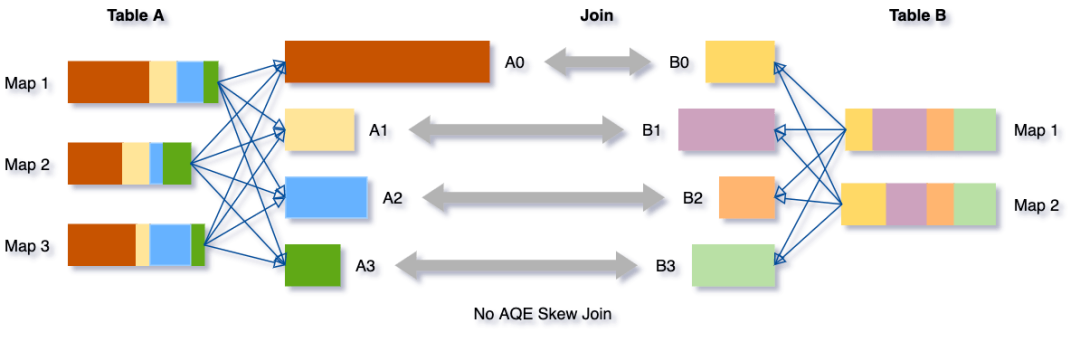 Table A
Join
Table B
Map 1
A0
B0
A1
B1
Map 1
Map 2
A2
B2
Map 2
Map 3
A3
B3
No AQE Skew Join